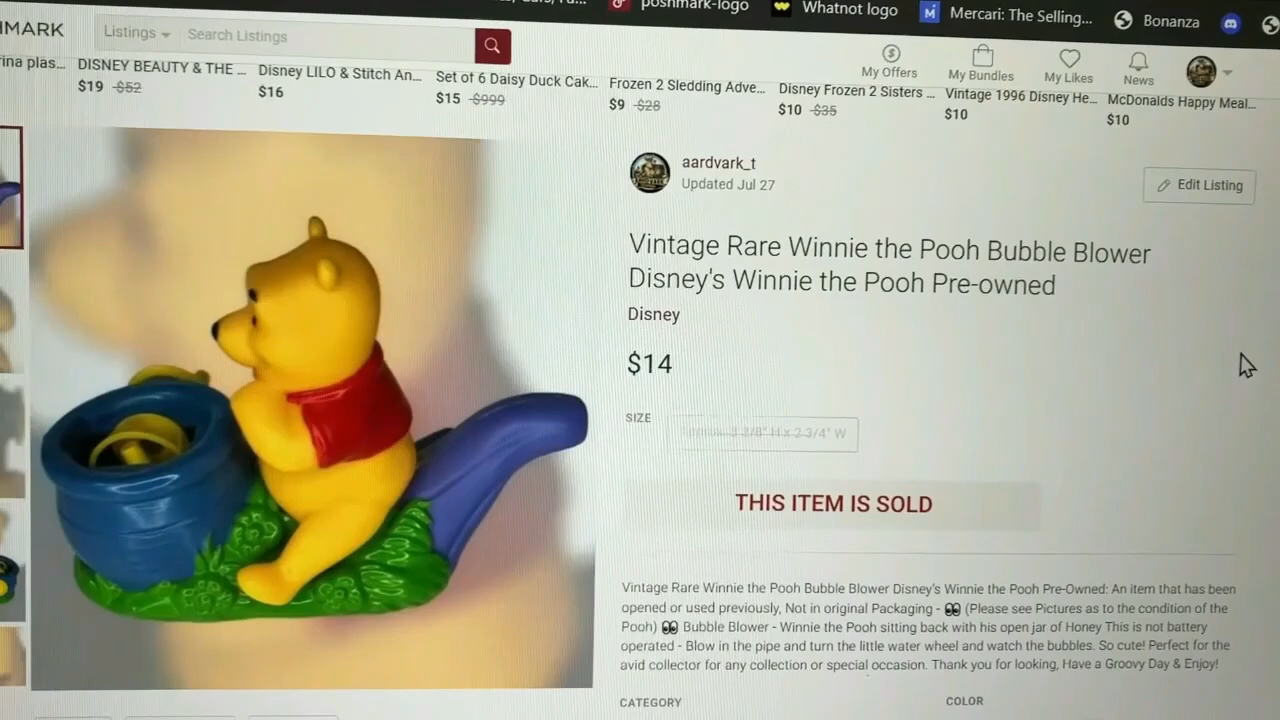 poshmark-logo
Whatnot logo
Mercari: The Selling...
Bonanza
HMARK
Listings
Search Listings
My Offers
My Bundles
My Likes
News
rina plas...
DISNEY BEAUTY & THE ...
Disney LILO & Stitch An...
Set of 6 Daisy Duck Cak...
Frozen 2 Sledding Adve...
Disney Frozen 2 Sisters ...
Vintage 1996 Disney He...
McDonalds Happy Meal...
$19 $52
$16
$15 $999
$9 $28
$10 $35
$10
$10
aardvark_t
Updated Jul 27
Edit Listing
Vintage Rare Winnie the Pooh Bubble Blower
Disney's Winnie the Pooh Pre-owned
Disney
$14
SIZE
THIS ITEM IS SOLD
Vintage Rare Winnie the Pooh Bubble Blower Disney's Winnie the Pooh Pre-Owned: An item that has been
opened or used previously, Not in original Packaging - 👀 (Please see Pictures as to the condition of the
Pooh) 👀 Bubble Blower - Winnie the Pooh sitting back with his open jar of Honey This is not battery
operated - Blow in the pipe and turn the little water wheel and watch the bubbles. So cute! Perfect for the
avid collector for any collection or special occasion. Thank you for looking, Have a Groovy Day & Enjoy!
CATEGORY
COLOR